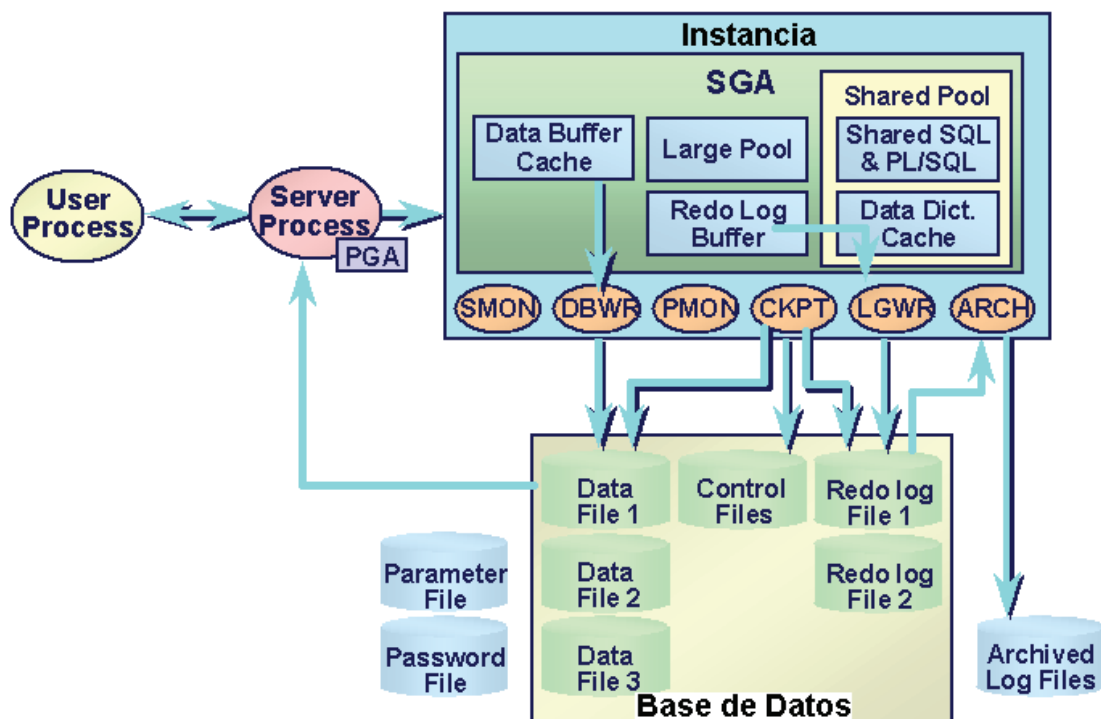 Instancia
SGA
Shared Pool
Data Buffer
Cache
Large Pool
Shared SQL
& PL/SQL
User
Process
Server
Process
PGA
Redo Log
Buffer
Data Dict.
Cache
SMON
DBWR
PMON
CKPT
LGWR
ARCH
Data
File 1
Control
Files
Redo log
File 1
Parameter
File
Data
File 2
Redo log
File 2
Password
File
Data
File 3
Archived
Log Files
Base de Datos